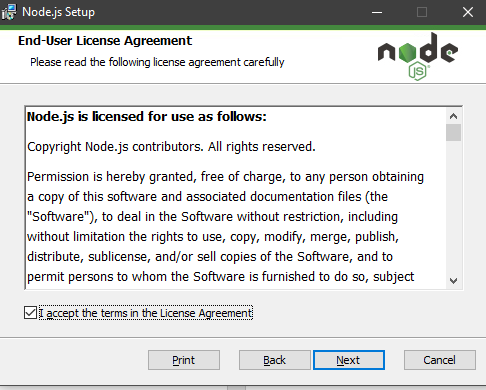 Node.js Setup
End-User License Agreement
Please read the following license agreement carefully
node
JS
Node.js is licensed for use as follows:
Copyright Node.js contributors. All rights reserved.
Permission is hereby granted, free of charge, to any person obtaining
a copy of this software and associated documentation files (the
"Software"), to deal in the Software without restriction, including
without limitation the rights to use, copy, modify, merge, publish,
distribute, sublicense, and/or sell copies of the Software, and to
permit persons to whom the Software is furnished to do so, subject
I accept the terms in the License Agreement
Print Back Next Cancel